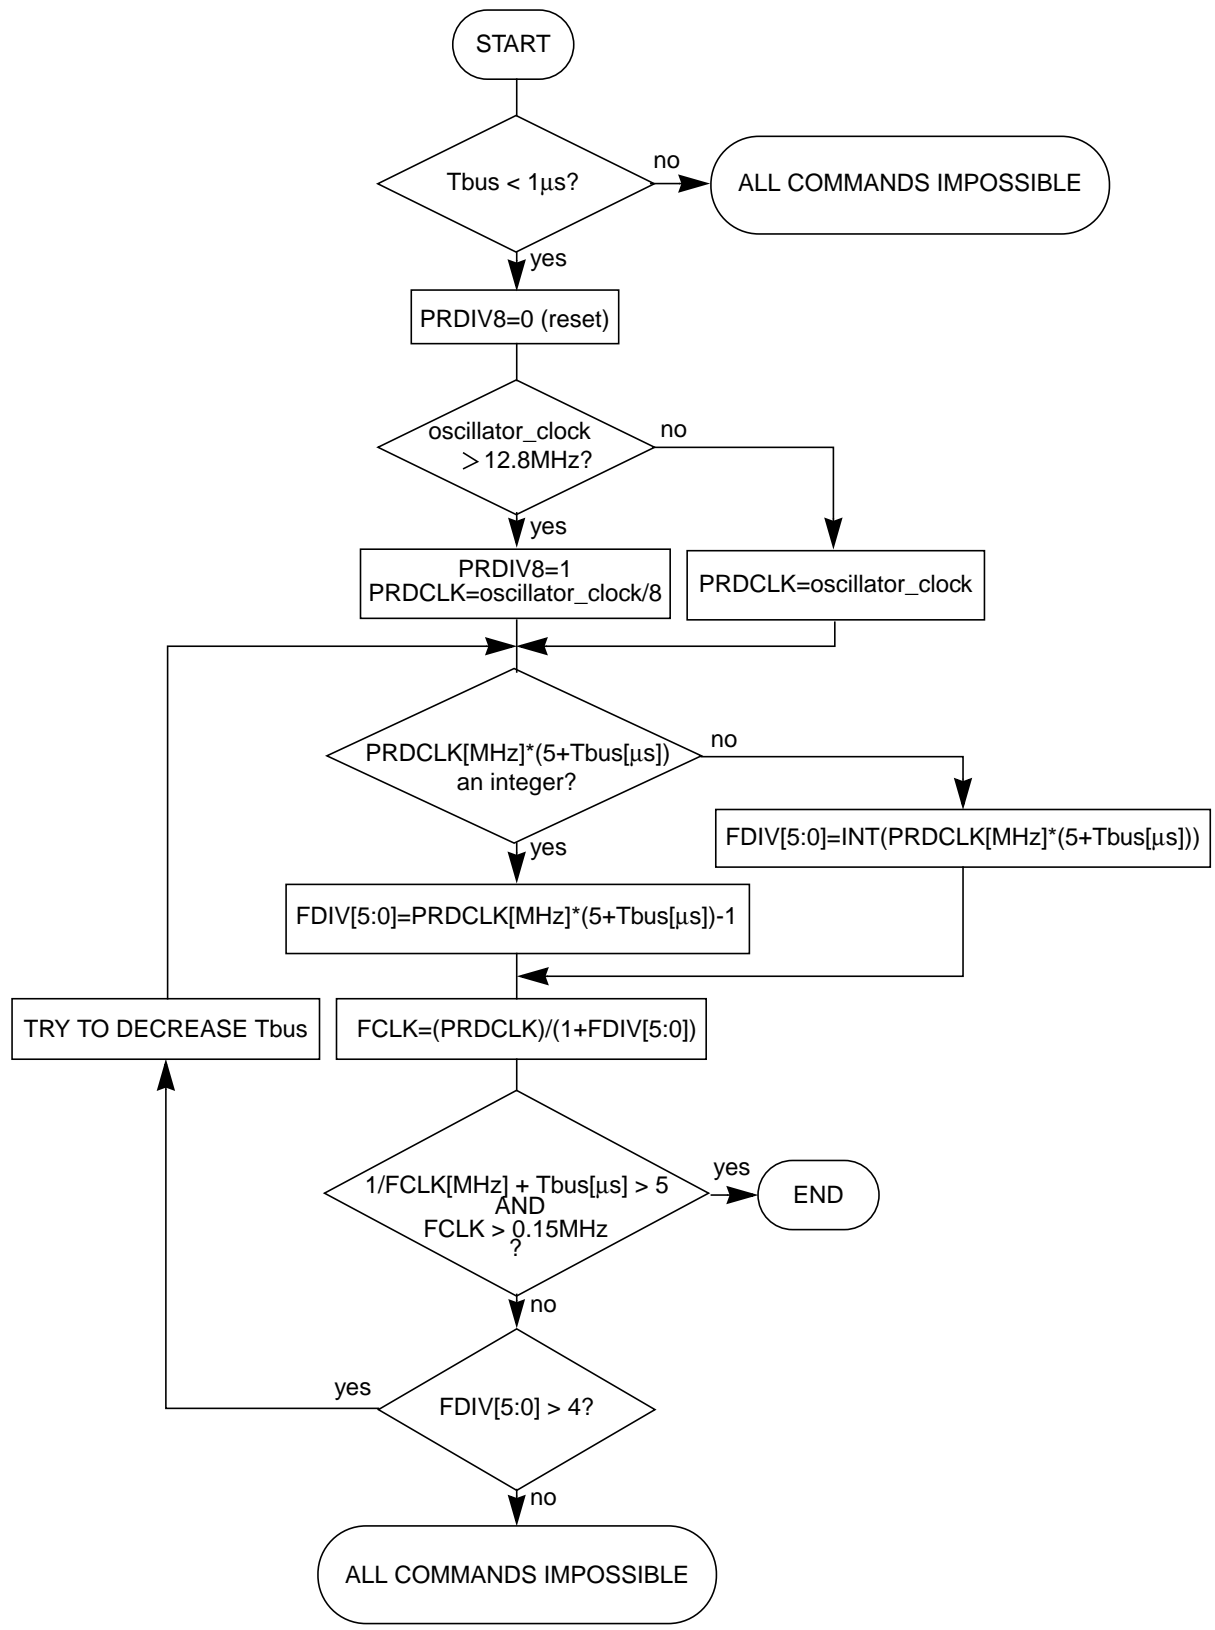 START
Tbus < 1μs?
no
ALL COMMANDS IMPOSSIBLE
yes
PRDIV8=0 (reset)
oscillator_clock
>12.8MHz?
no
yes
PRDIV8=1
PRDCLK=oscillator_clock/8
PRDCLK=oscillator_clock
PRDCLK[MHz]*(5+Tbus[μs])
an integer?
no
yes
FDIV[5:0]=INT(PRDCLK[MHz]*(5+Tbus[μs]))
FDIV[5:0]=PRDCLK[MHz]*(5+Tbus[μs])-1
TRY TO DECREASE Tbus
FCLK=(PRDCLK)/(1+FDIV[5:0])
1/FCLK[MHz] + Tbus[μs] > 5
AND
FCLK > 0.15MHz
?
yes
END
no
FDIV[5:0] > 4?
yes
no
ALL COMMANDS IMPOSSIBLE